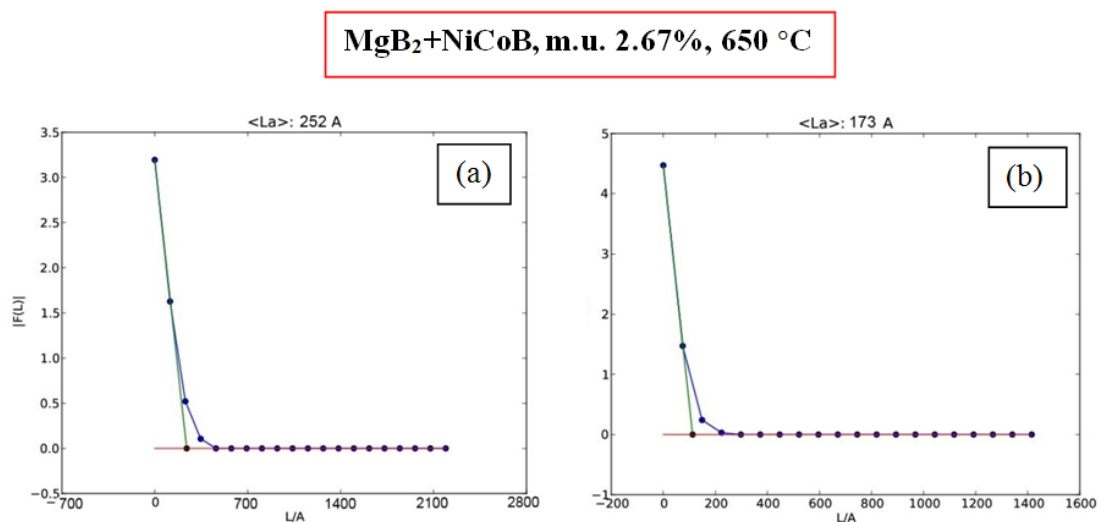 MgB₂+NiCoB, m.u. 2.67%, 650 °C
<La>: 252 A
(a)
3.5
3.0
2.5
2.0
1.5
1.0
0.5
0.0
−0.5
|F(L)|
−700 0 700 1400 2100 2800
L/A
<La>: 173 A
(b)
5
4
3
2
1
0
−1
−200 0 200 400 600 800 1000 1200 1400 1600
L/A